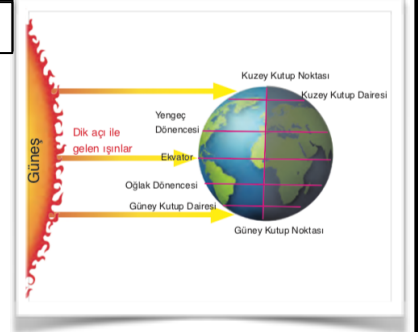 Güneş
Dik açı ile
gelen ışınlar
Kuzey Kutup Noktası
Kuzey Kutup Dairesi
Yengeç
Dönencesi
Ekvator
Oğlak Dönencesi
Güney Kutup Dairesi
Güney Kutup Noktası